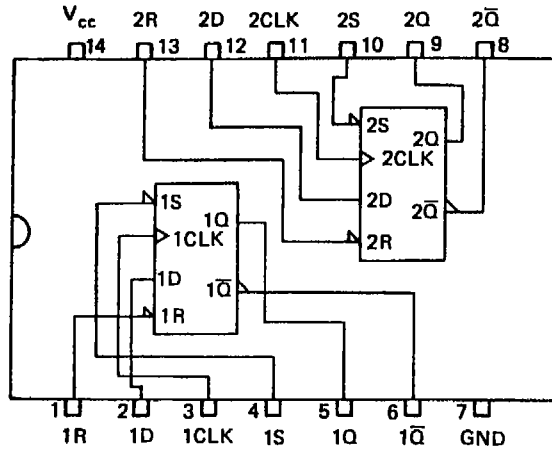 Vcc 2R 2D 2CLK 2S 2Q 2Q̅
14 13 12 11 10 9 8
2S
2Q
2CLK
2D
2Q̅
2R
1S
1Q
1CLK
1D
1Q̅
1R
1 2 3 4 5 6 7
1R 1D 1CLK 1S 1Q 1Q̅ GND